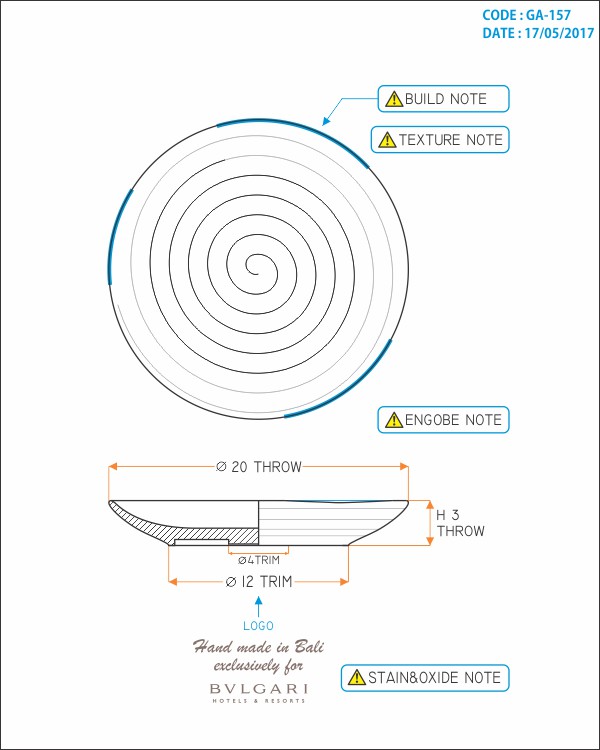 CODE : GA-157
DATE : 17/05/2017
BUILD NOTE
TEXTURE NOTE
ENGOBE NOTE
Ø 20 THROW
H 3
THROW
Ø4TRIM
Ø 12 TRIM
LOGO
Hand made in Bali
exclusively for
BVLGARI
HOTELS & RESORTS
STAIN&OXIDE NOTE